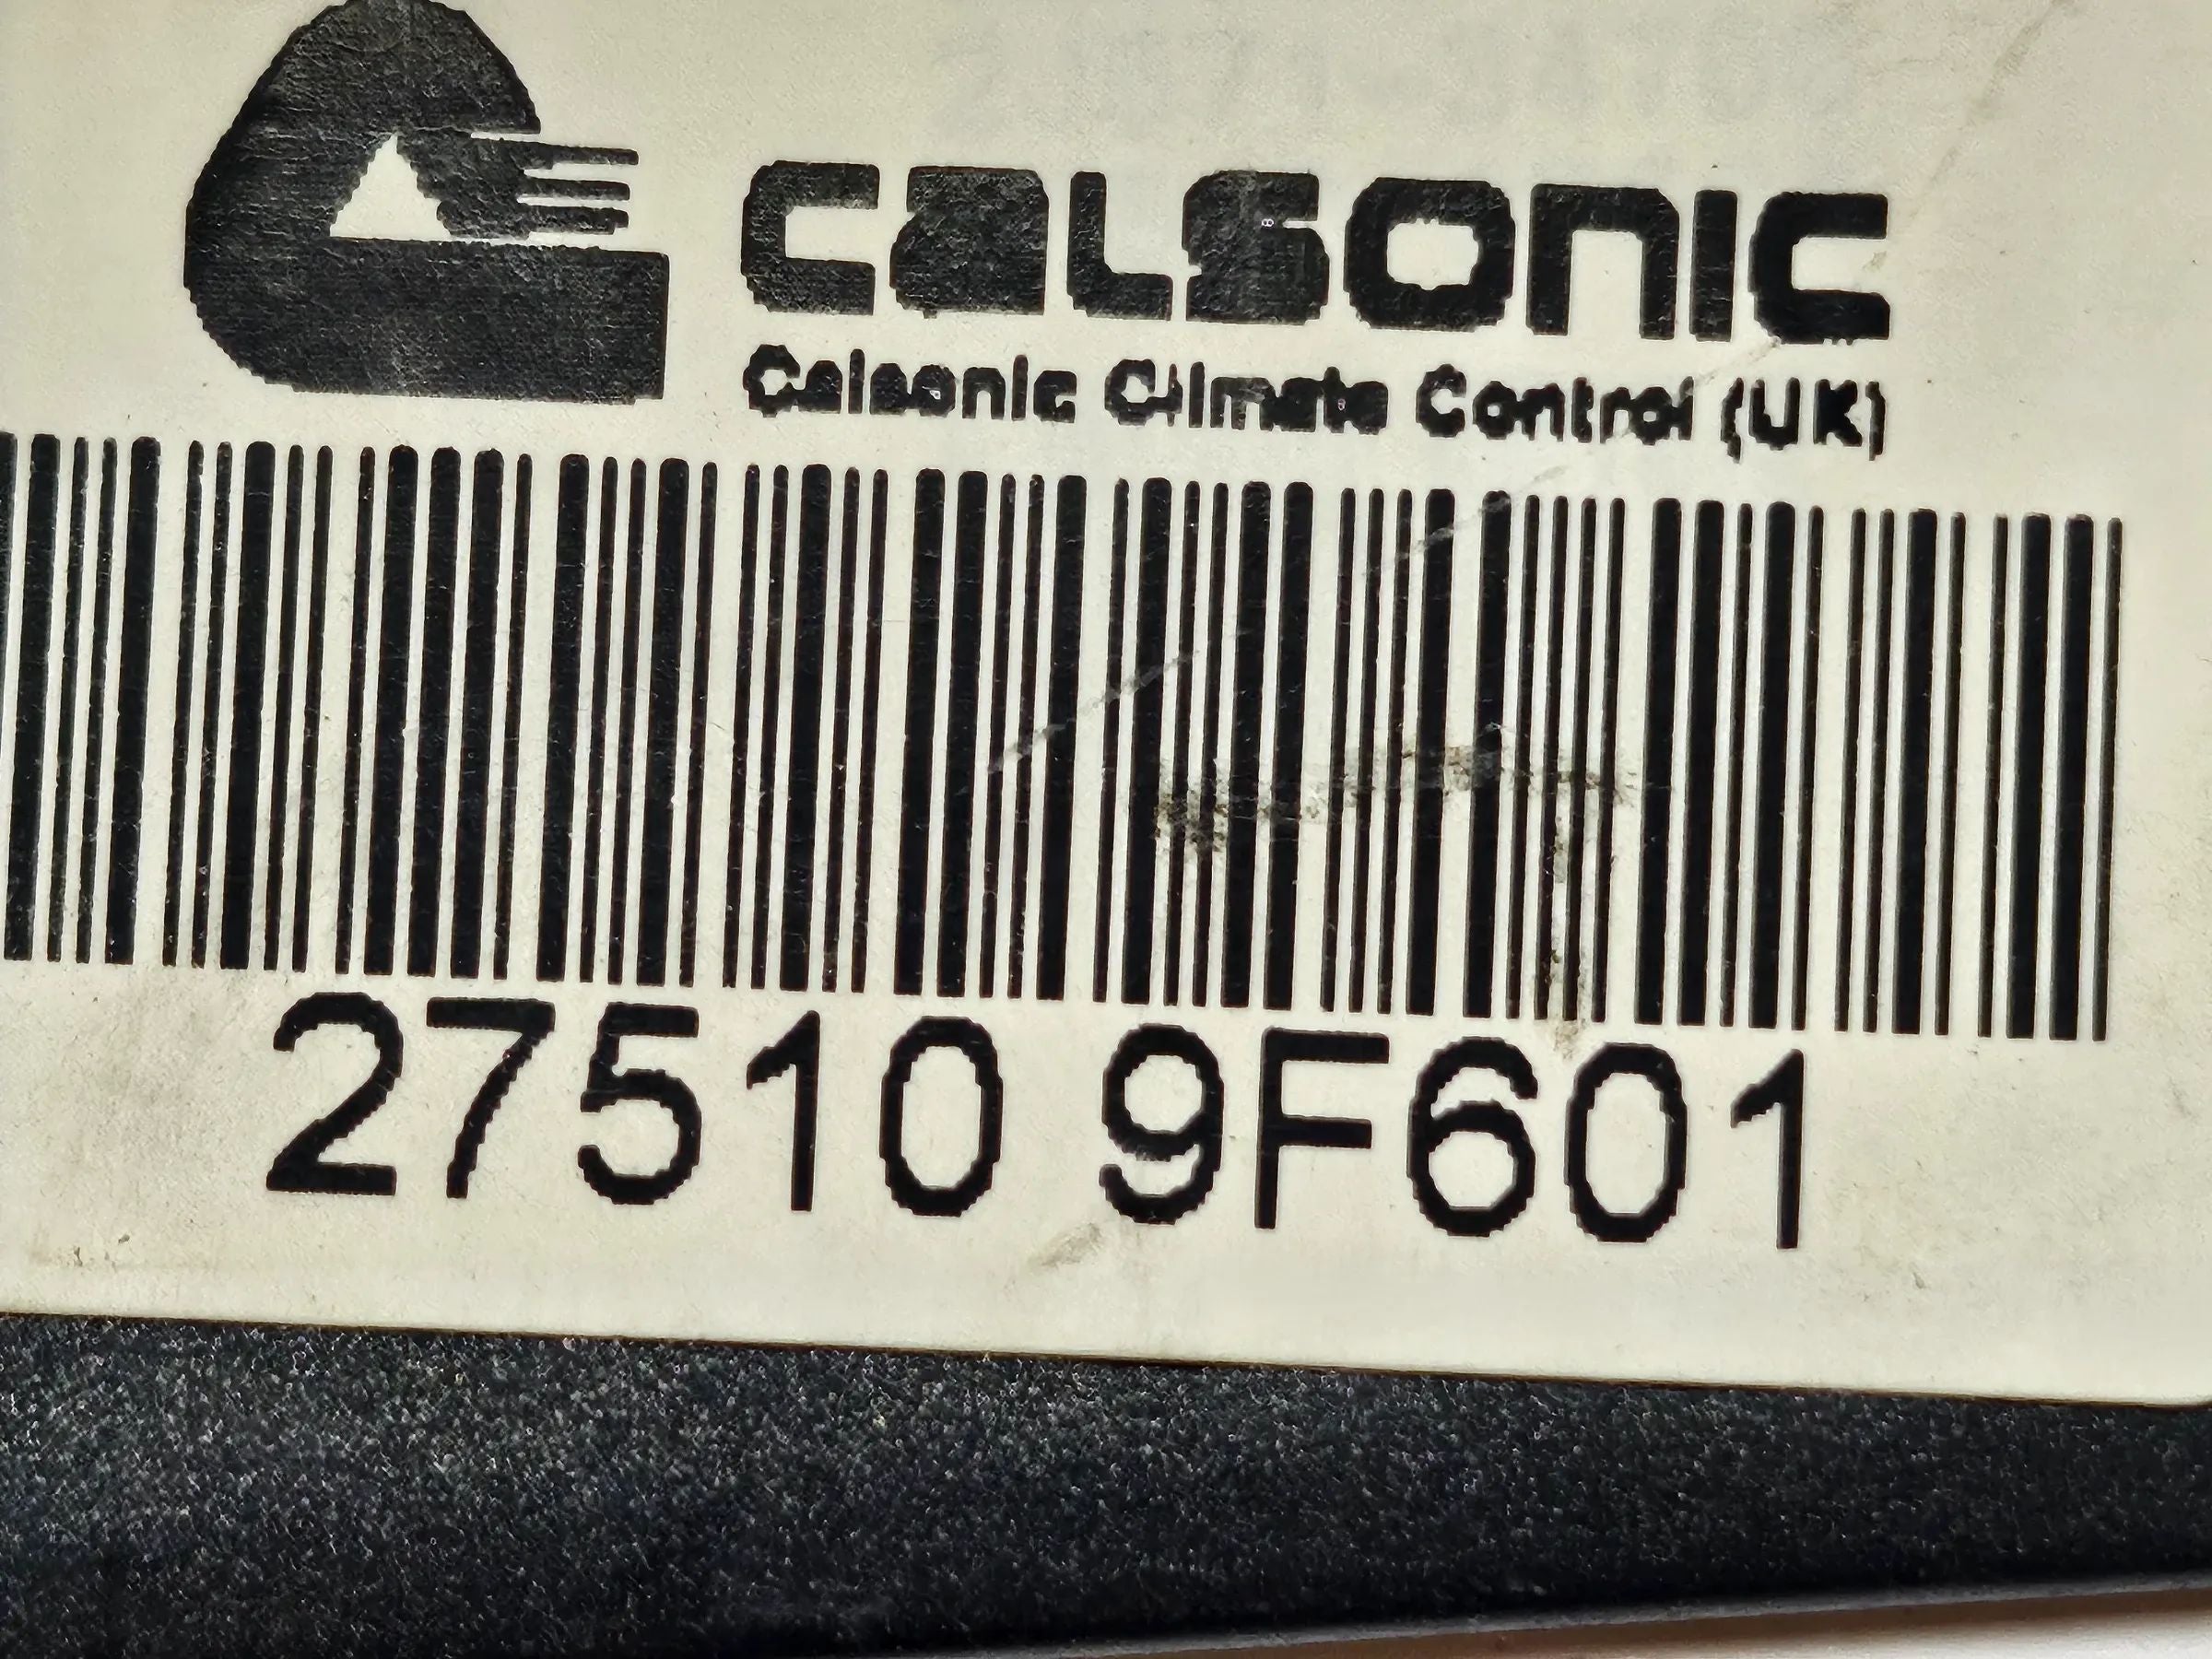 calsonic
Calsonic Climate Control (UK)
27510 9F601